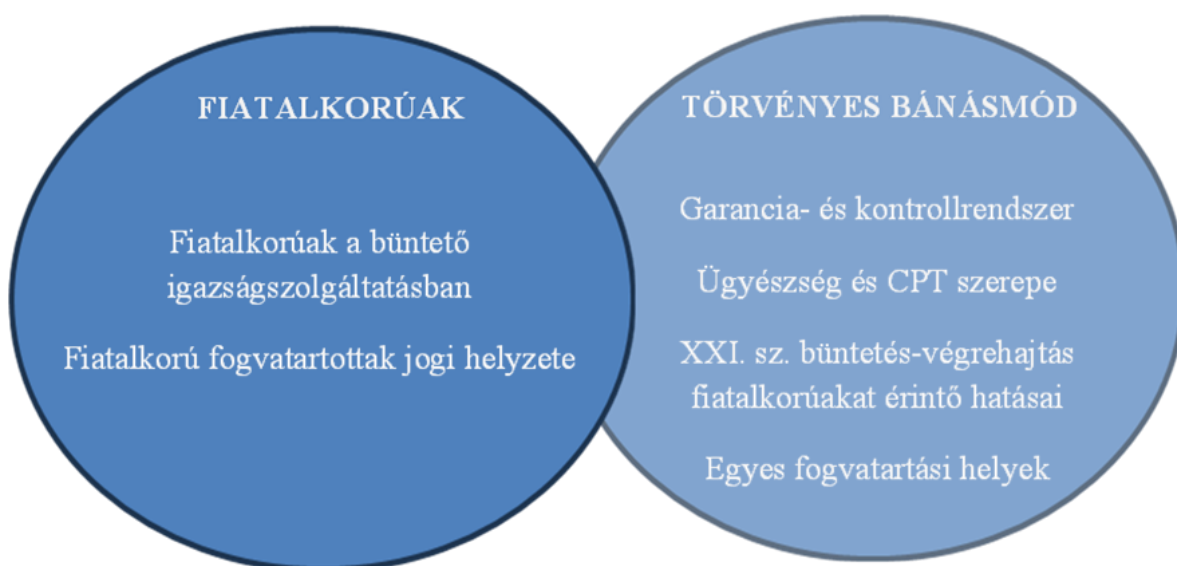 FIATALKORÚAK
Fiatalkorúak a büntető
igazságszolgáltatásban
Fiatalkorú fogvatartottak jogi helyzete
TÖRVÉNYES BÁNÁSMÓD
Garancia- és kontrollrendszer
Ügyészség és CPT szerepe
XXI. sz. büntetés-végrehajtás
fiatalkorúakat érintő hatásai
Egyes fogvatartási helyek